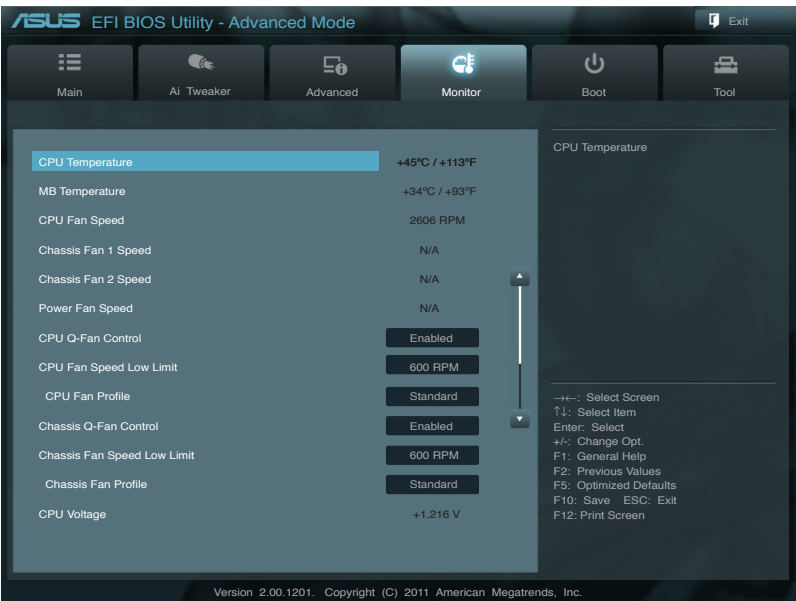 ASUS EFI BIOS Utility - Advanced Mode
Exit
Main
Ai Tweaker
Advanced
Monitor
Boot
Tool
CPU Temperature +45ºC / +113ºF
MB Temperature +34ºC / +93ºF
CPU Fan Speed 2606 RPM
Chassis Fan 1 Speed N/A
Chassis Fan 2 Speed N/A
Power Fan Speed N/A
CPU Q-Fan Control Enabled
CPU Fan Speed Low Limit 600 RPM
CPU Fan Profile Standard
Chassis Q-Fan Control Enabled
Chassis Fan Speed Low Limit 600 RPM
Chassis Fan Profile Standard
CPU Voltage +1.216 V
CPU Temperature
→←: Select Screen
↑↓: Select Item
Enter: Select
+/-: Change Opt.
F1: General Help
F2: Previous Values
F5: Optimized Defaults
F10: Save ESC: Exit
F12: Print Screen
Version 2.00.1201. Copyright (C) 2011 American Megatrends, Inc.